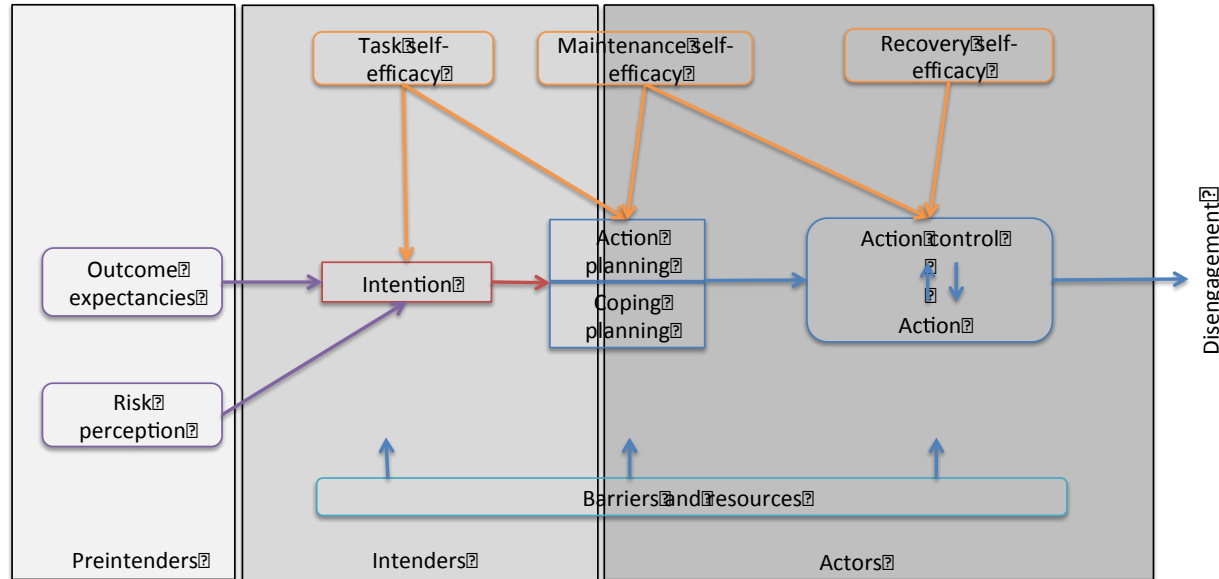 Task self-
efficacy
Maintenance self-
efficacy
Recovery self-
efficacy
Outcome
expectancies
Risk
perception
Intention
Action
planning
Coping
planning
Action control
Action
Disengagement
Barriers and resources
Preintenders
Intenders
Actors